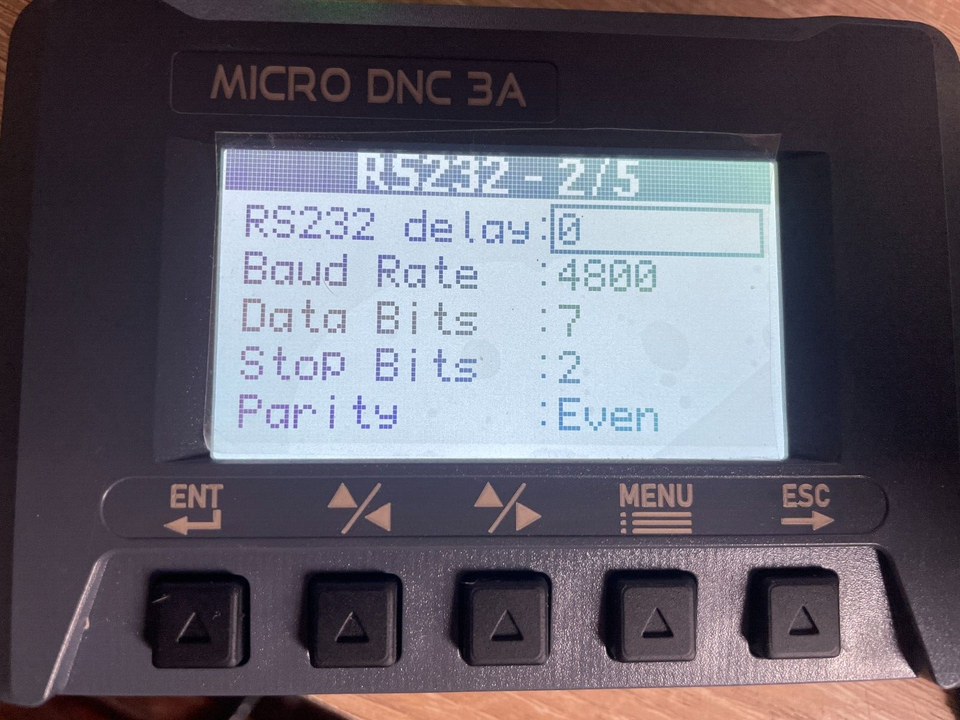 MICRO DNC 3A
RS232 - 2/5
RS232 delay:0
Baud Rate :4800
Data Bits :7
Stop Bits :2
Parity :Even
ENT MENU ESC